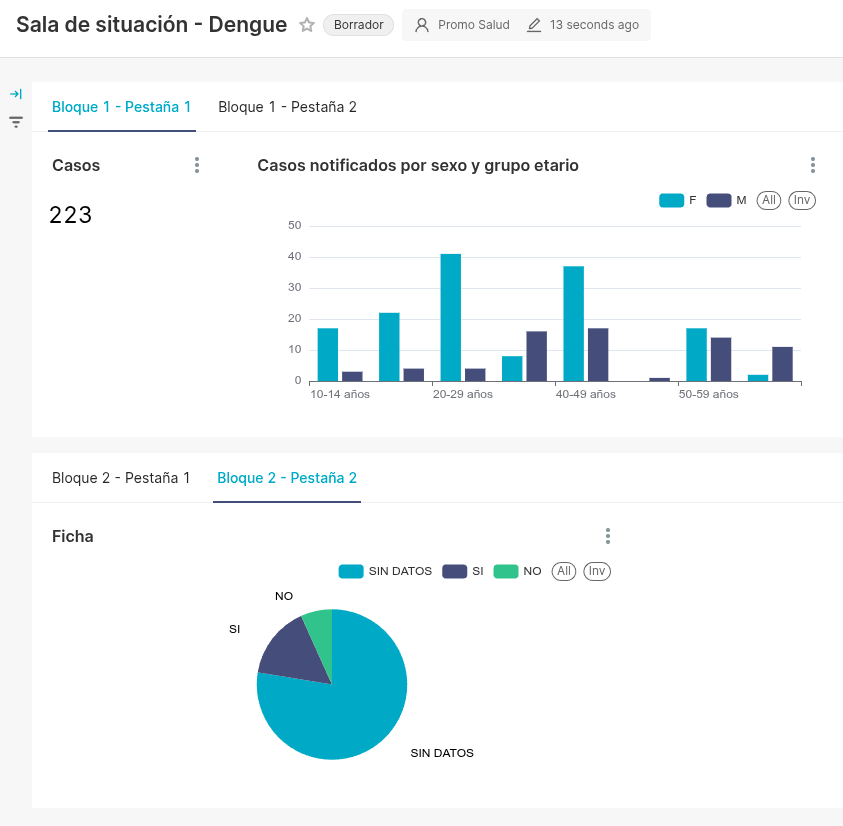 Sala de situación - Dengue Borrador Promo Salud 13 seconds ago
Bloque 1 - Pestaña 1 Bloque 1 - Pestaña 2
Casos
223
Casos notificados por sexo y grupo etario
F M All Inv
50
40
30
20
10
0
10-14 años 20-29 años 40-49 años 50-59 años
Bloque 2 - Pestaña 1 Bloque 2 - Pestaña 2
Ficha
SIN DATOS SI NO All Inv
NO
SI
SIN DATOS